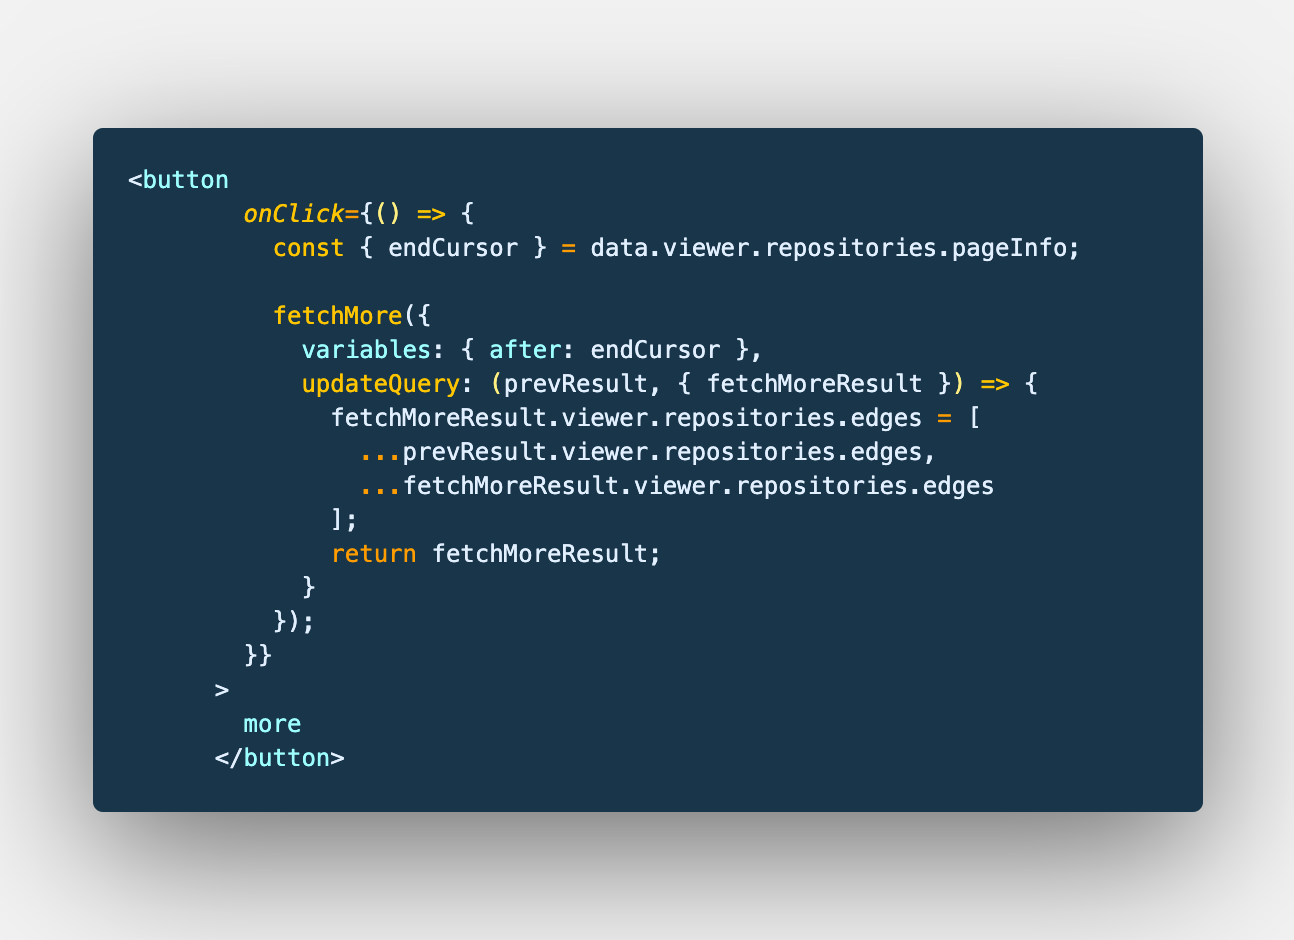 <button
onClick={() => {
const { endCursor } = data.viewer.repositories.pageInfo;
fetchMore({
variables: { after: endCursor },
updateQuery: (prevResult, { fetchMoreResult }) => {
fetchMoreResult.viewer.repositories.edges = [
...prevResult.viewer.repositories.edges,
...fetchMoreResult.viewer.repositories.edges
];
return fetchMoreResult;
}
});
}}
>
more
</button>